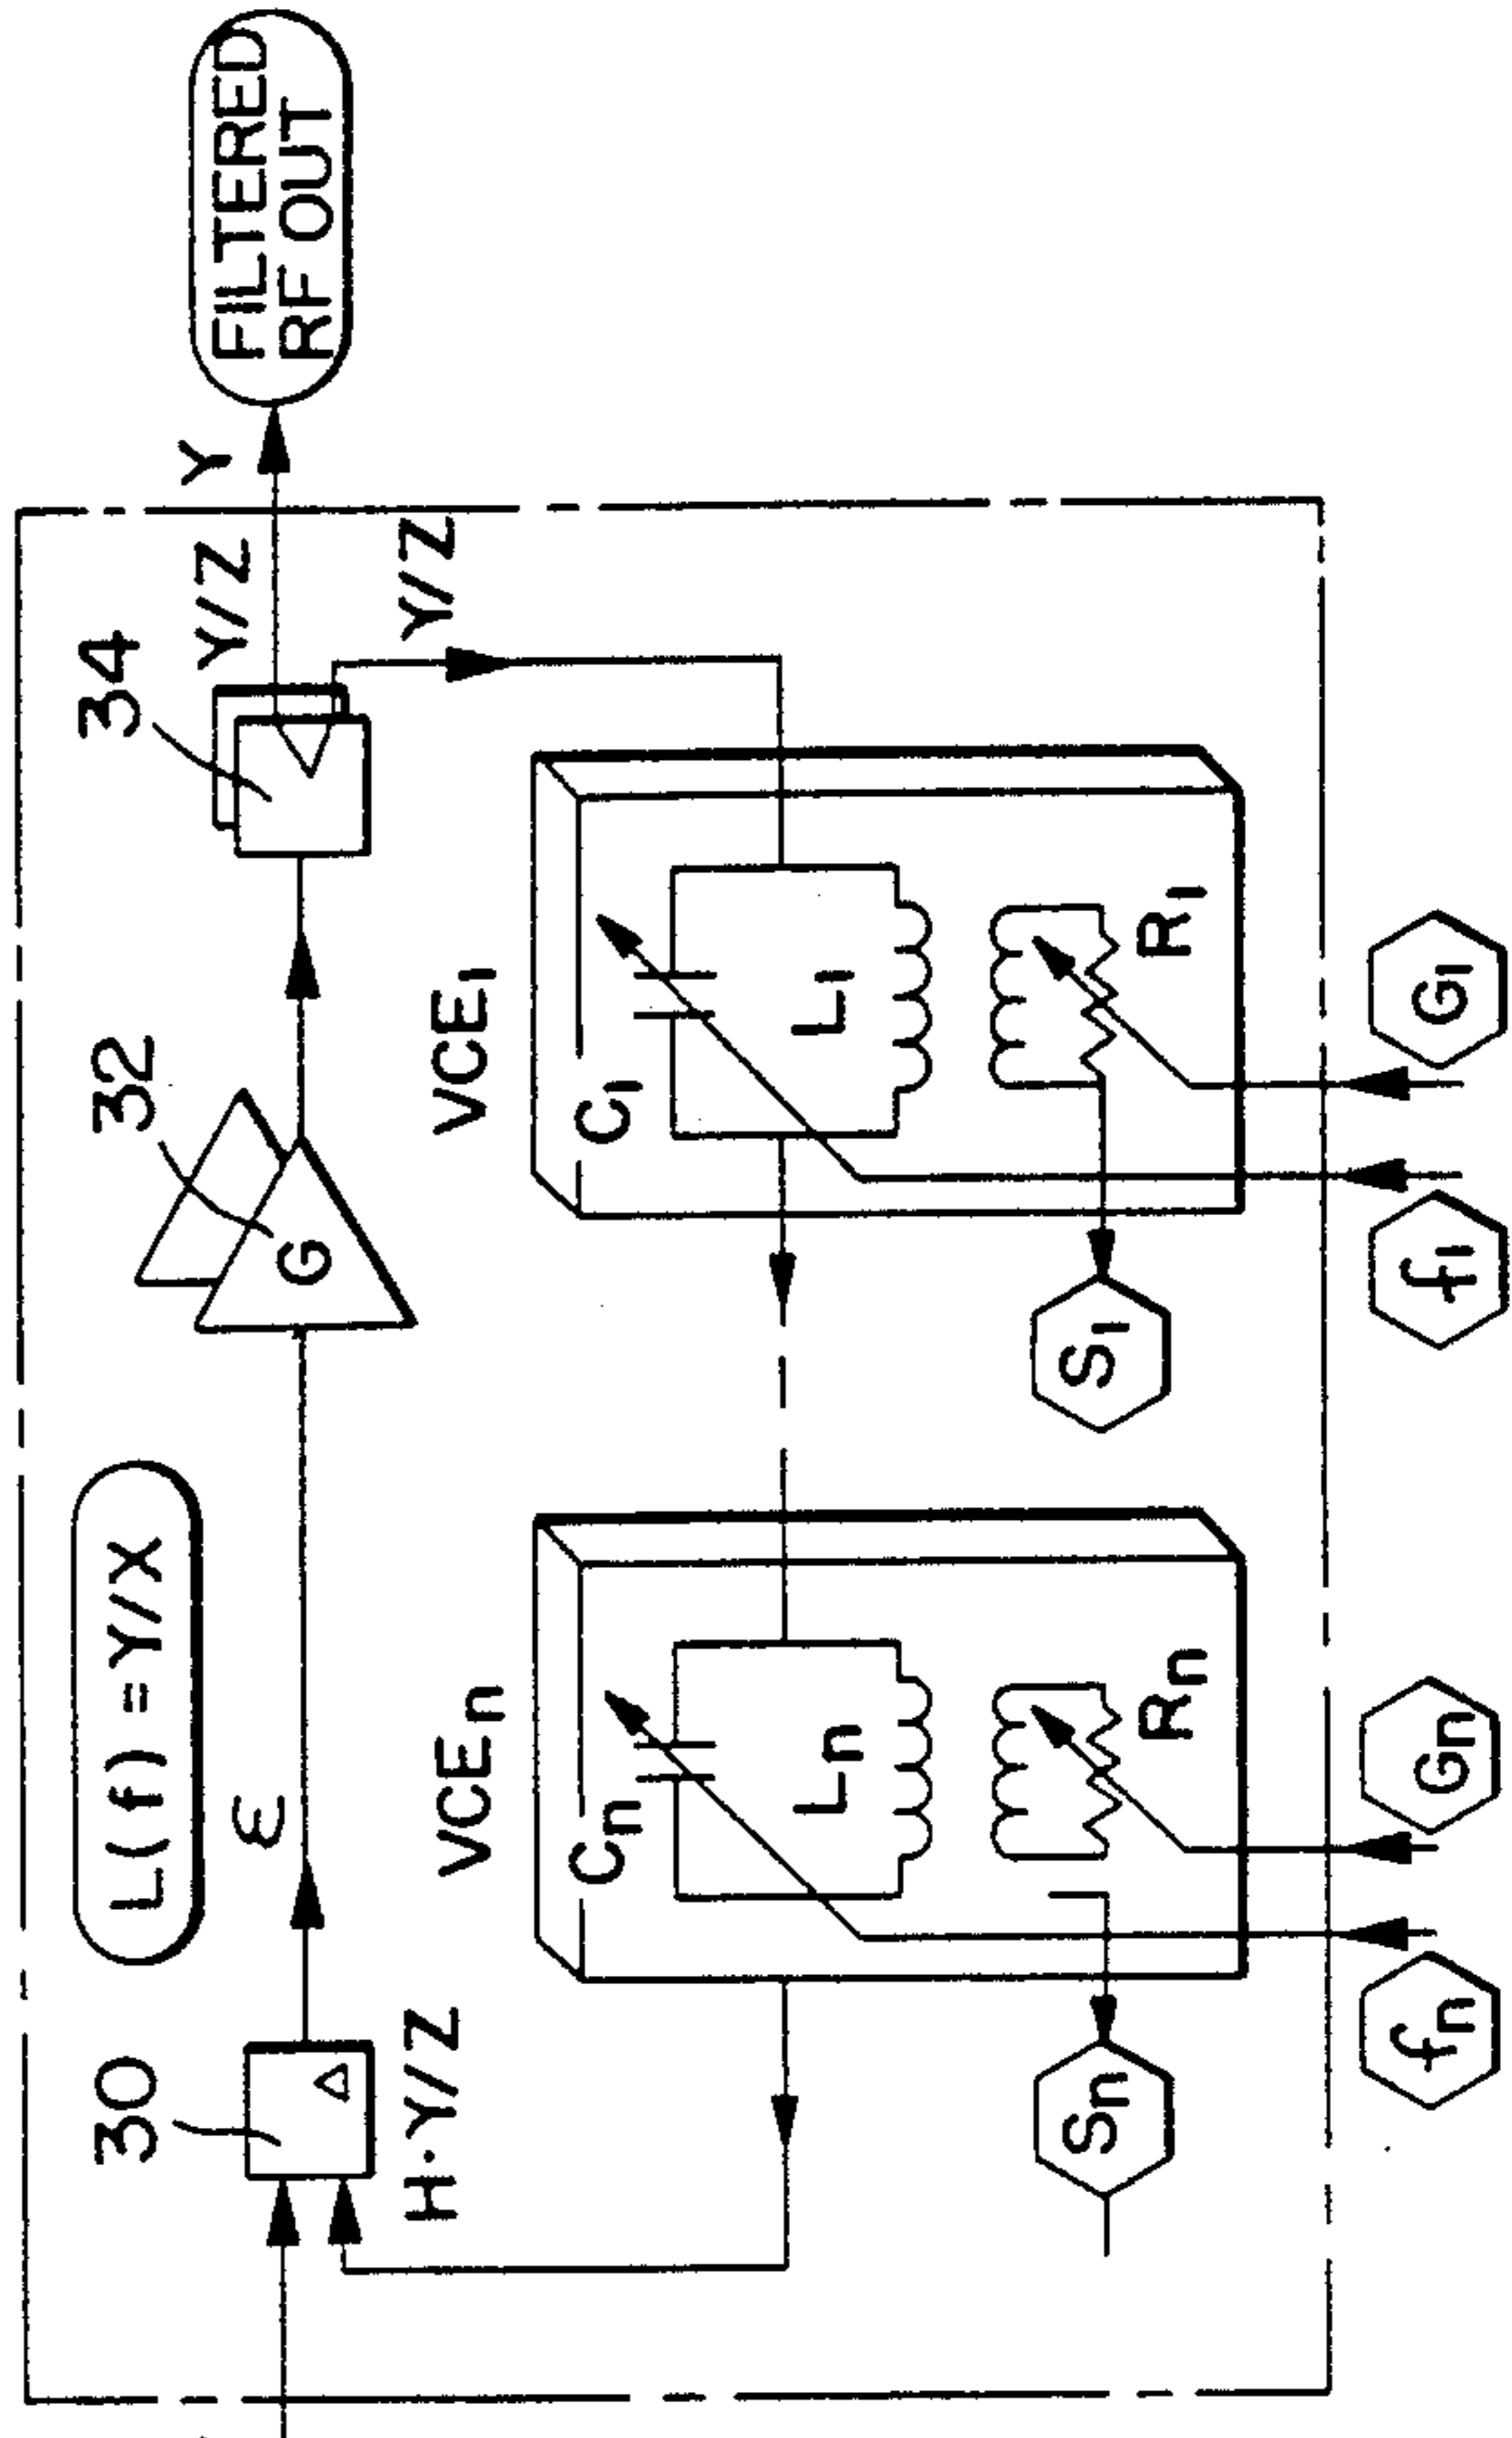 L(f) = Y/X
30
ε
32
34
Y/Z
Y
FILTERED
RF OUT
H·Y/Z
Y/Z
VCEn
VCE1
Cn
Ln
Rn
C1
L1
R1
Sn
S1
fn
Gn
f1
G1
G